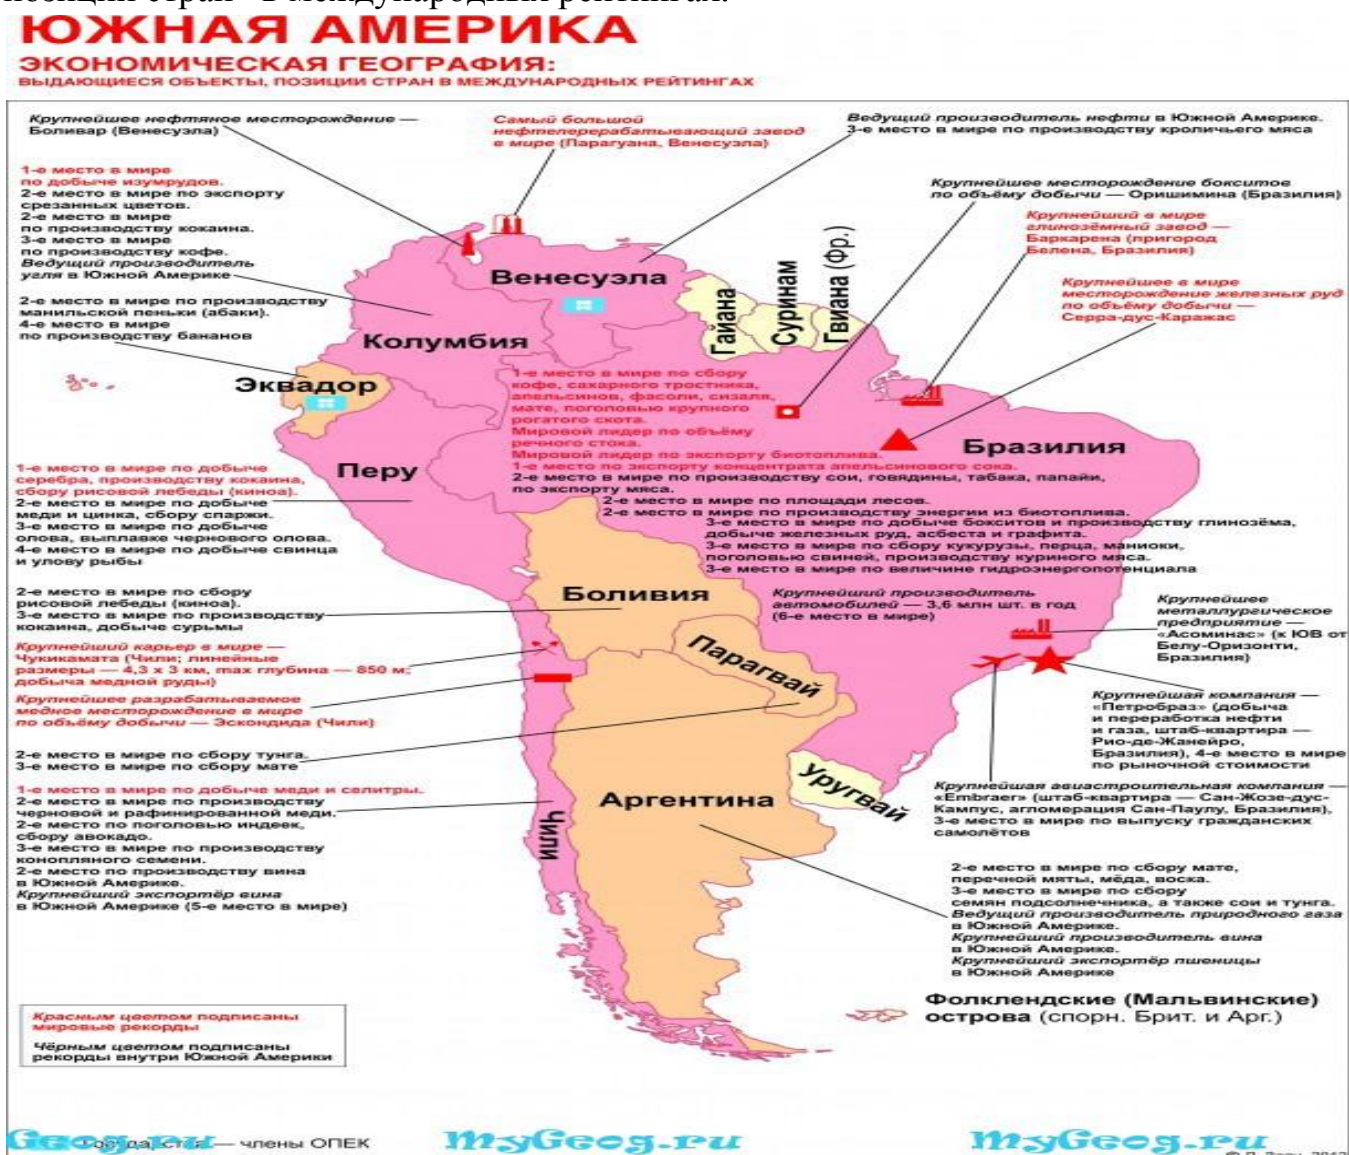 позиции стран в международных рейтингах.
ЮЖНАЯ АМЕРИКА
ЭКОНОМИЧЕСКАЯ ГЕОГРАФИЯ:
ВЫДАЮЩИЕСЯ ОБЪЕКТЫ, ПОЗИЦИИ СТРАН В МЕЖДУНАРОДНЫХ РЕЙТИНГАХ
Крупнейшее нефтяное месторождение —
Боливар (Венесуэла)
Самый большой
нефтеперерабатывающий завод
в мире (Парагуана, Венесуэла)
Ведущий производитель нефти в Южной Америке.
3-е место в мире по производству кроличьего мяса
1-е место в мире
по добыче изумрудов.
2-е место в мире по экспорту
срезанных цветов.
2-е место в мире
по производству кокаина.
3-е место в мире
по производству кофе.
Ведущий производитель
угля в Южной Америке
Крупнейшее месторождение бокситов
по объёму добычи — Оришимина (Бразилия)
Крупнейший в мире
глинозёмный завод —
Баркарена (пригород
Белена, Бразилия)
Крупнейшее в мире
месторождение железных руд
по объёму добычи —
Серра-дус-Каражас
2-е место в мире по производству
манильской пеньки (абаки).
4-е место в мире
по производству бананов
Венесуэла
Гайана
Суринам
Гвиана (Фр.)
Колумбия
Эквадор
Перу
Бразилия
1-е место в мире по сбору
кофе, сахарного тростника,
апельсинов, фасоли, сизаля,
мате, поголовью крупного
рогатого скота.
Мировой лидер по объёму
речного стока.
Мировой лидер по экспорту биотоплива.
1-е место по экспорту концентрата апельсинового сока.
2-е место в мире по производству сои, говядины, табака, папайи,
по экспорту мяса.
2-е место в мире по площади лесов.
2-е место в мире по производству энергии из биотоплива.
3-е место в мире по добыче бокситов и производству глинозёма,
добыче железных руд, асбеста и графита.
3-е место в мире по сбору кукурузы, перца, маниоки,
поголовью свиней, производству куриного мяса.
3-е место в мире по величине гидроэнергопотенциала
Крупнейший производитель
автомобилей — 3,6 млн шт. в год
(6-е место в мире)
1-е место в мире по добыче
серебра, производству кокаина,
сбору рисовой лебеды (киноа).
2-е место в мире по добыче
меди и цинка, сбору спаржи.
3-е место в мире по добыче
олова, выплавке чернового олова.
4-е место в мире по добыче свинца
и улову рыбы
2-е место в мире по сбору
рисовой лебеды (киноа).
3-е место в мире по производству
кокаина, добыче сурьмы
Боливия
Парагвай
Крупнейшее
металлургическое
предприятие —
«Асоминас» (к ЮВ от
Белу-Оризонти,
Бразилия)
Крупнейший карьер в мире —
Чукикамата (Чили; линейные
размеры — 4,3 x 3 км, max глубина — 850 м;
добыча медной руды)
Крупнейшее разрабатываемое
медное месторождение в мире
по объёму добычи — Эскондида (Чили)
Крупнейшая компания —
«Петробраз» (добыча
и переработка нефти
и газа, штаб-квартира —
Рио-де-Жанейро,
Бразилия), 4-е место в мире
по рыночной стоимости
2-е место в мире по сбору тунга.
3-е место в мире по сбору мате
Уругвай
Аргентина
Чили
Крупнейшая авиастроительная компания —
«Embraer» (штаб-квартира — Сан-Жозе-дус-
Кампус, агломерация Сан-Паулу, Бразилия),
3-е место в мире по выпуску гражданских
самолётов
1-е место в мире по добыче меди и селитры.
2-е место в мире по производству
черновой и рафинированной меди.
2-е место по поголовью индеек,
сбору авокадо.
3-е место в мире по производству
конопляного семени.
2-е место по производству вина
в Южной Америке.
Крупнейший экспортёр вина
в Южной Америке (5-е место в мире)
2-е место в мире по сбору мате,
перечной мяты, мёда, воска.
3-е место в мире по сбору
семян подсолнечника, а также сои и тунга.
Ведущий производитель природного газа
в Южной Америке.
Крупнейший производитель вина
в Южной Америке.
Крупнейший экспортёр пшеницы
в Южной Америке
Фолклендские (Мальвинские)
острова (спорн. Брит. и Арг.)
Красным цветом подписаны
мировые рекорды
Чёрным цветом подписаны
рекорды внутри Южной Америки
Государства — члены ОПЕК
MyGeog.ru
MyGeog.ru